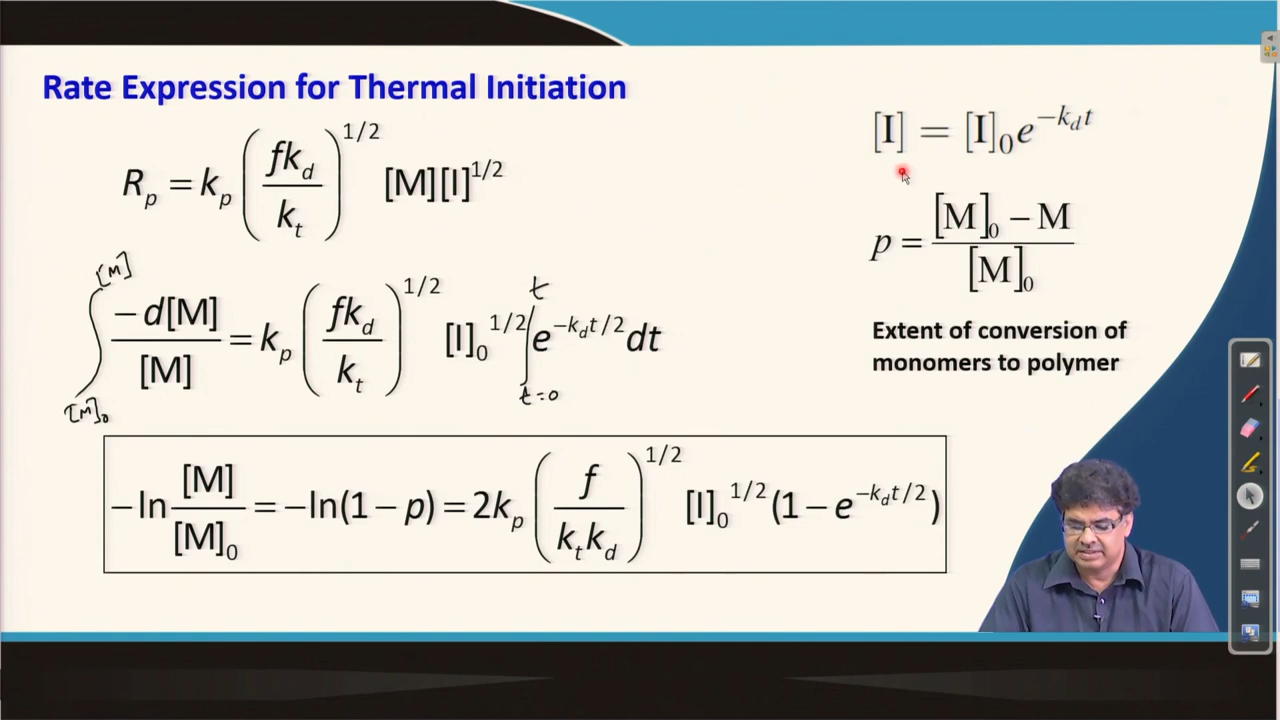 Rate Expression for Thermal Initiation
R_p = k_p (fk_d / k_t)^{1/2} [M][I]^{1/2}
[I] = [I]_0 e^{-k_d t}
p = ([M]_0 − M) / [M]_0
Extent of conversion of
monomers to polymer
[M]
t
∫ −d[M] / [M] = k_p (fk_d / k_t)^{1/2} [I]_0^{1/2} ∫ e^{-k_d t/2} dt
[M]_0
t=0
−ln [M] / [M]_0 = −ln(1 − p) = 2k_p (f / k_t k_d)^{1/2} [I]_0^{1/2} (1 − e^{-k_d t/2})